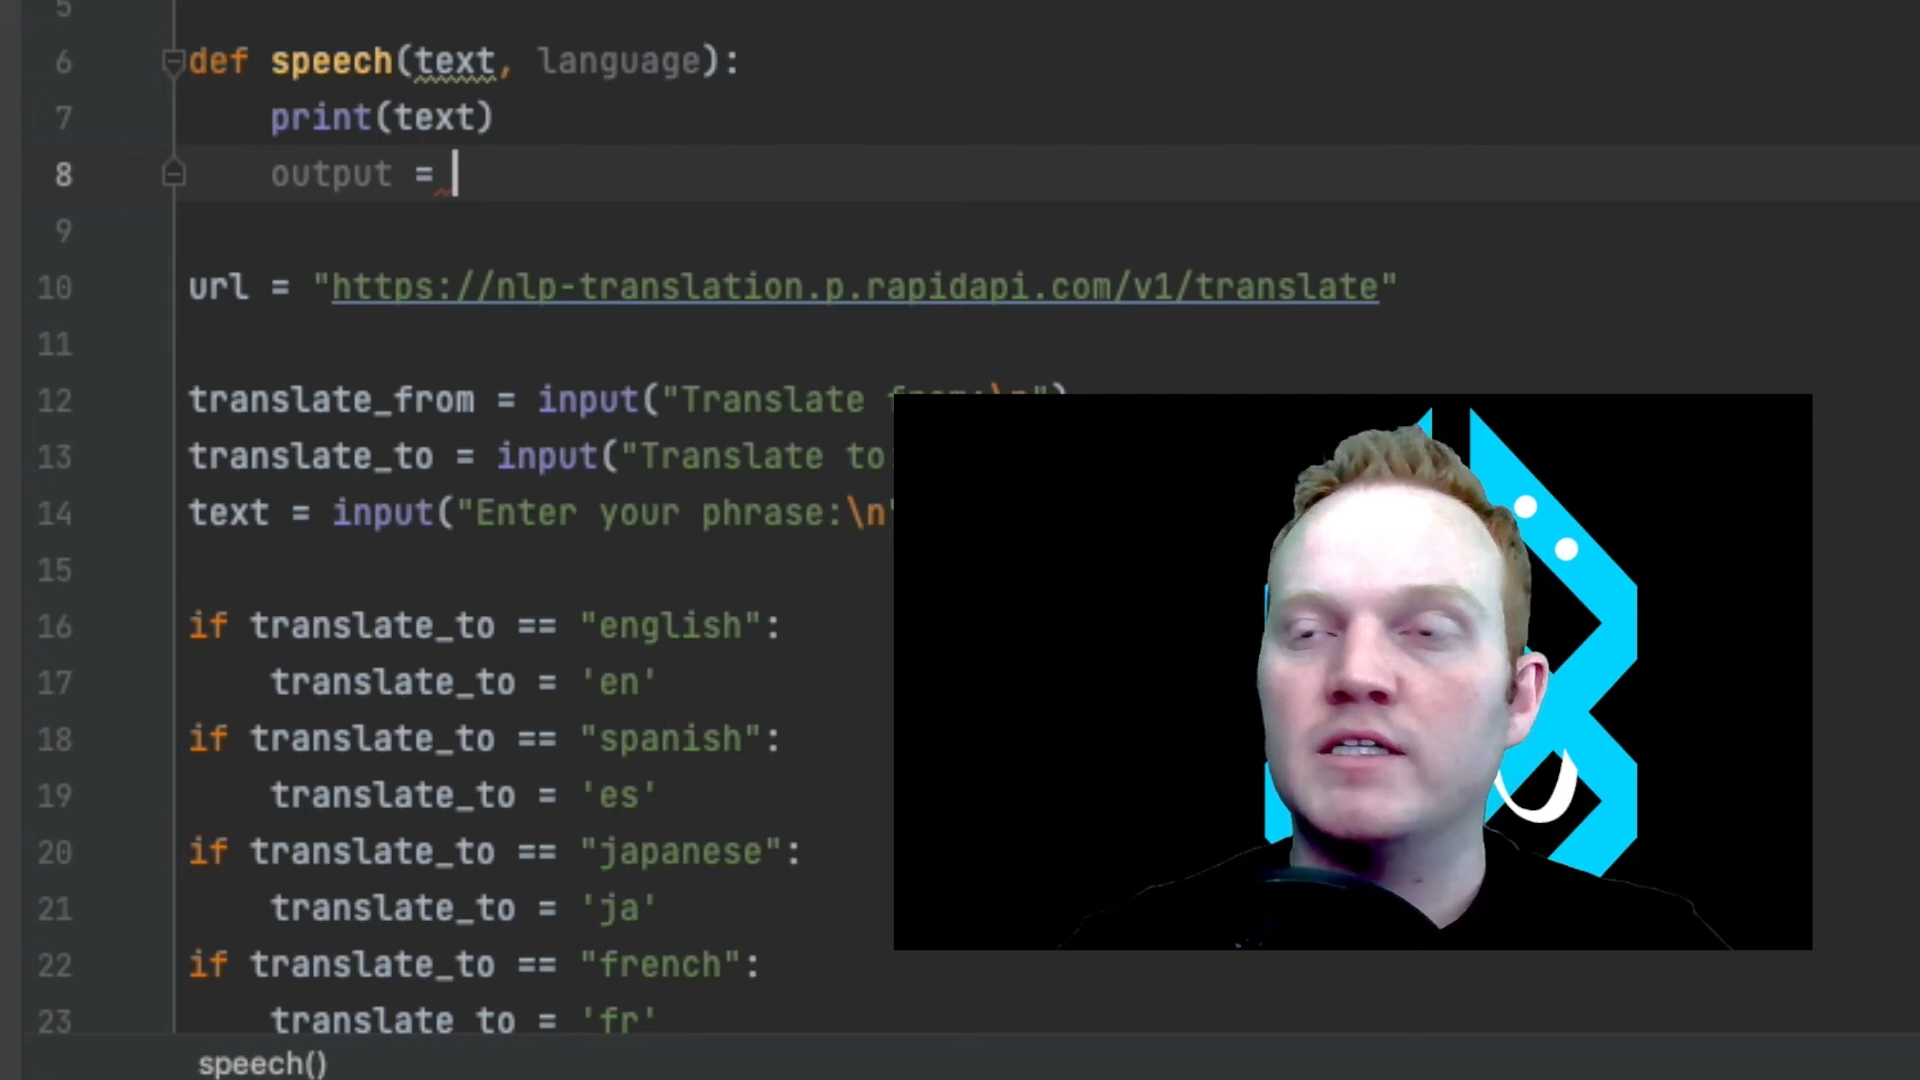 5
6 def speech(text, language):
7 print(text)
8 output =
9
10 url = "https://nlp-translation.p.rapidapi.com/v1/translate"
11
12 translate_from = input("Translate
13 translate_to = input("Translate to
14 text = input("Enter your phrase:\n"
15
16 if translate_to == "english":
17 translate_to = 'en'
18 if translate_to == "spanish":
19 translate_to = 'es'
20 if translate_to == "japanese":
21 translate_to = 'ja'
22 if translate_to == "french":
23 translate_to = 'fr'
speech()